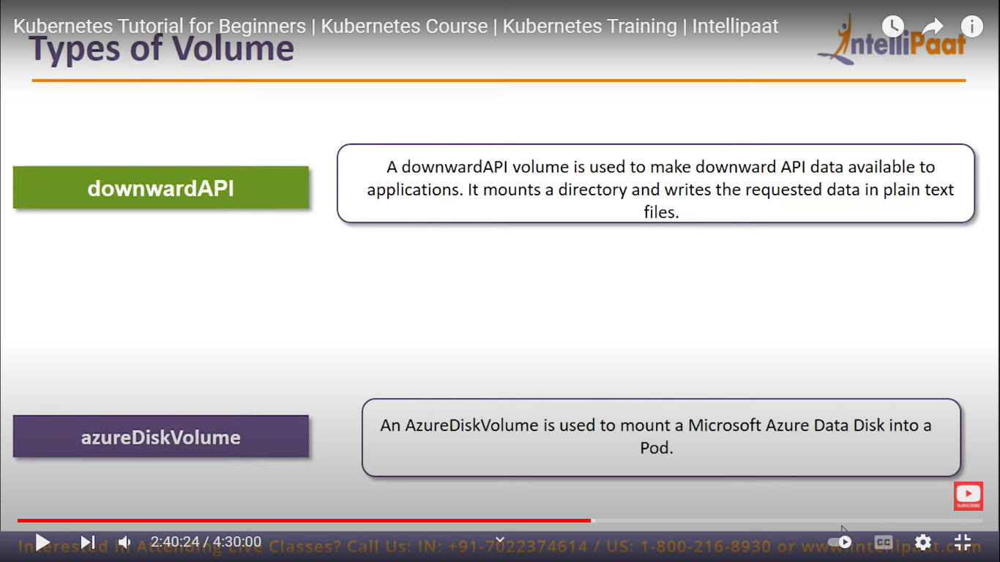 Kubernetes Tutorial for Beginners | Kubernetes Course | Kubernetes Training | Intellipaat
Types of Volume
IntelliPaat
downwardAPI
A downwardAPI volume is used to make downward API data available to
applications. It mounts a directory and writes the requested data in plain text
files.
azureDiskVolume
An AzureDiskVolume is used to mount a Microsoft Azure Data Disk into a
Pod.
SUBSCRIBE
Interested in Attending Live Classes? Call Us: IN: +91-7022374614 / US: 1-800-216-8930 or www.intellipaat.com
2:40:24 / 4:30:00
CC